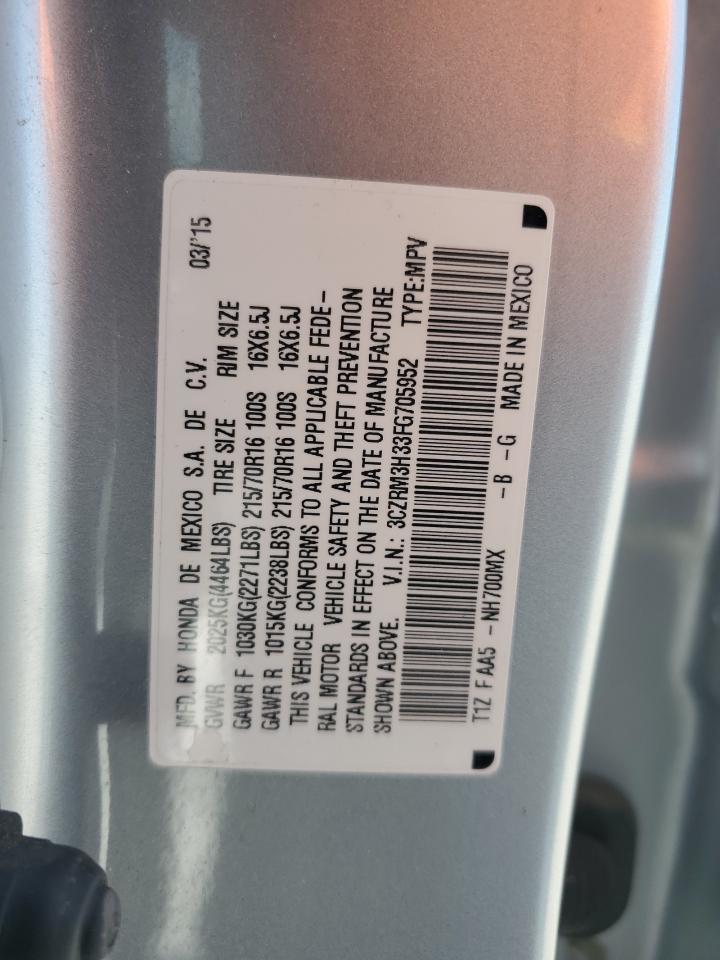 MFD. BY HONDA DE MEXICO S.A. DE C.V. 03/'15
GVWR 2025KG(4464LBS) TIRE SIZE RIM SIZE
GAWR F 1030KG(2271LBS) 215/70R16 100S 16X6.5J
GAWR R 1015KG(2238LBS) 215/70R16 100S 16X6.5J
THIS VEHICLE CONFORMS TO ALL APPLICABLE FEDE-
RAL MOTOR VEHICLE SAFETY AND THEFT PREVENTION
STANDARDS IN EFFECT ON THE DATE OF MANUFACTURE
SHOWN ABOVE. V.I.N.: 3CZRM3H33FG705952 TYPE:MPV
T1Z F AA5 -NH700MX -B -G MADE IN MEXICO